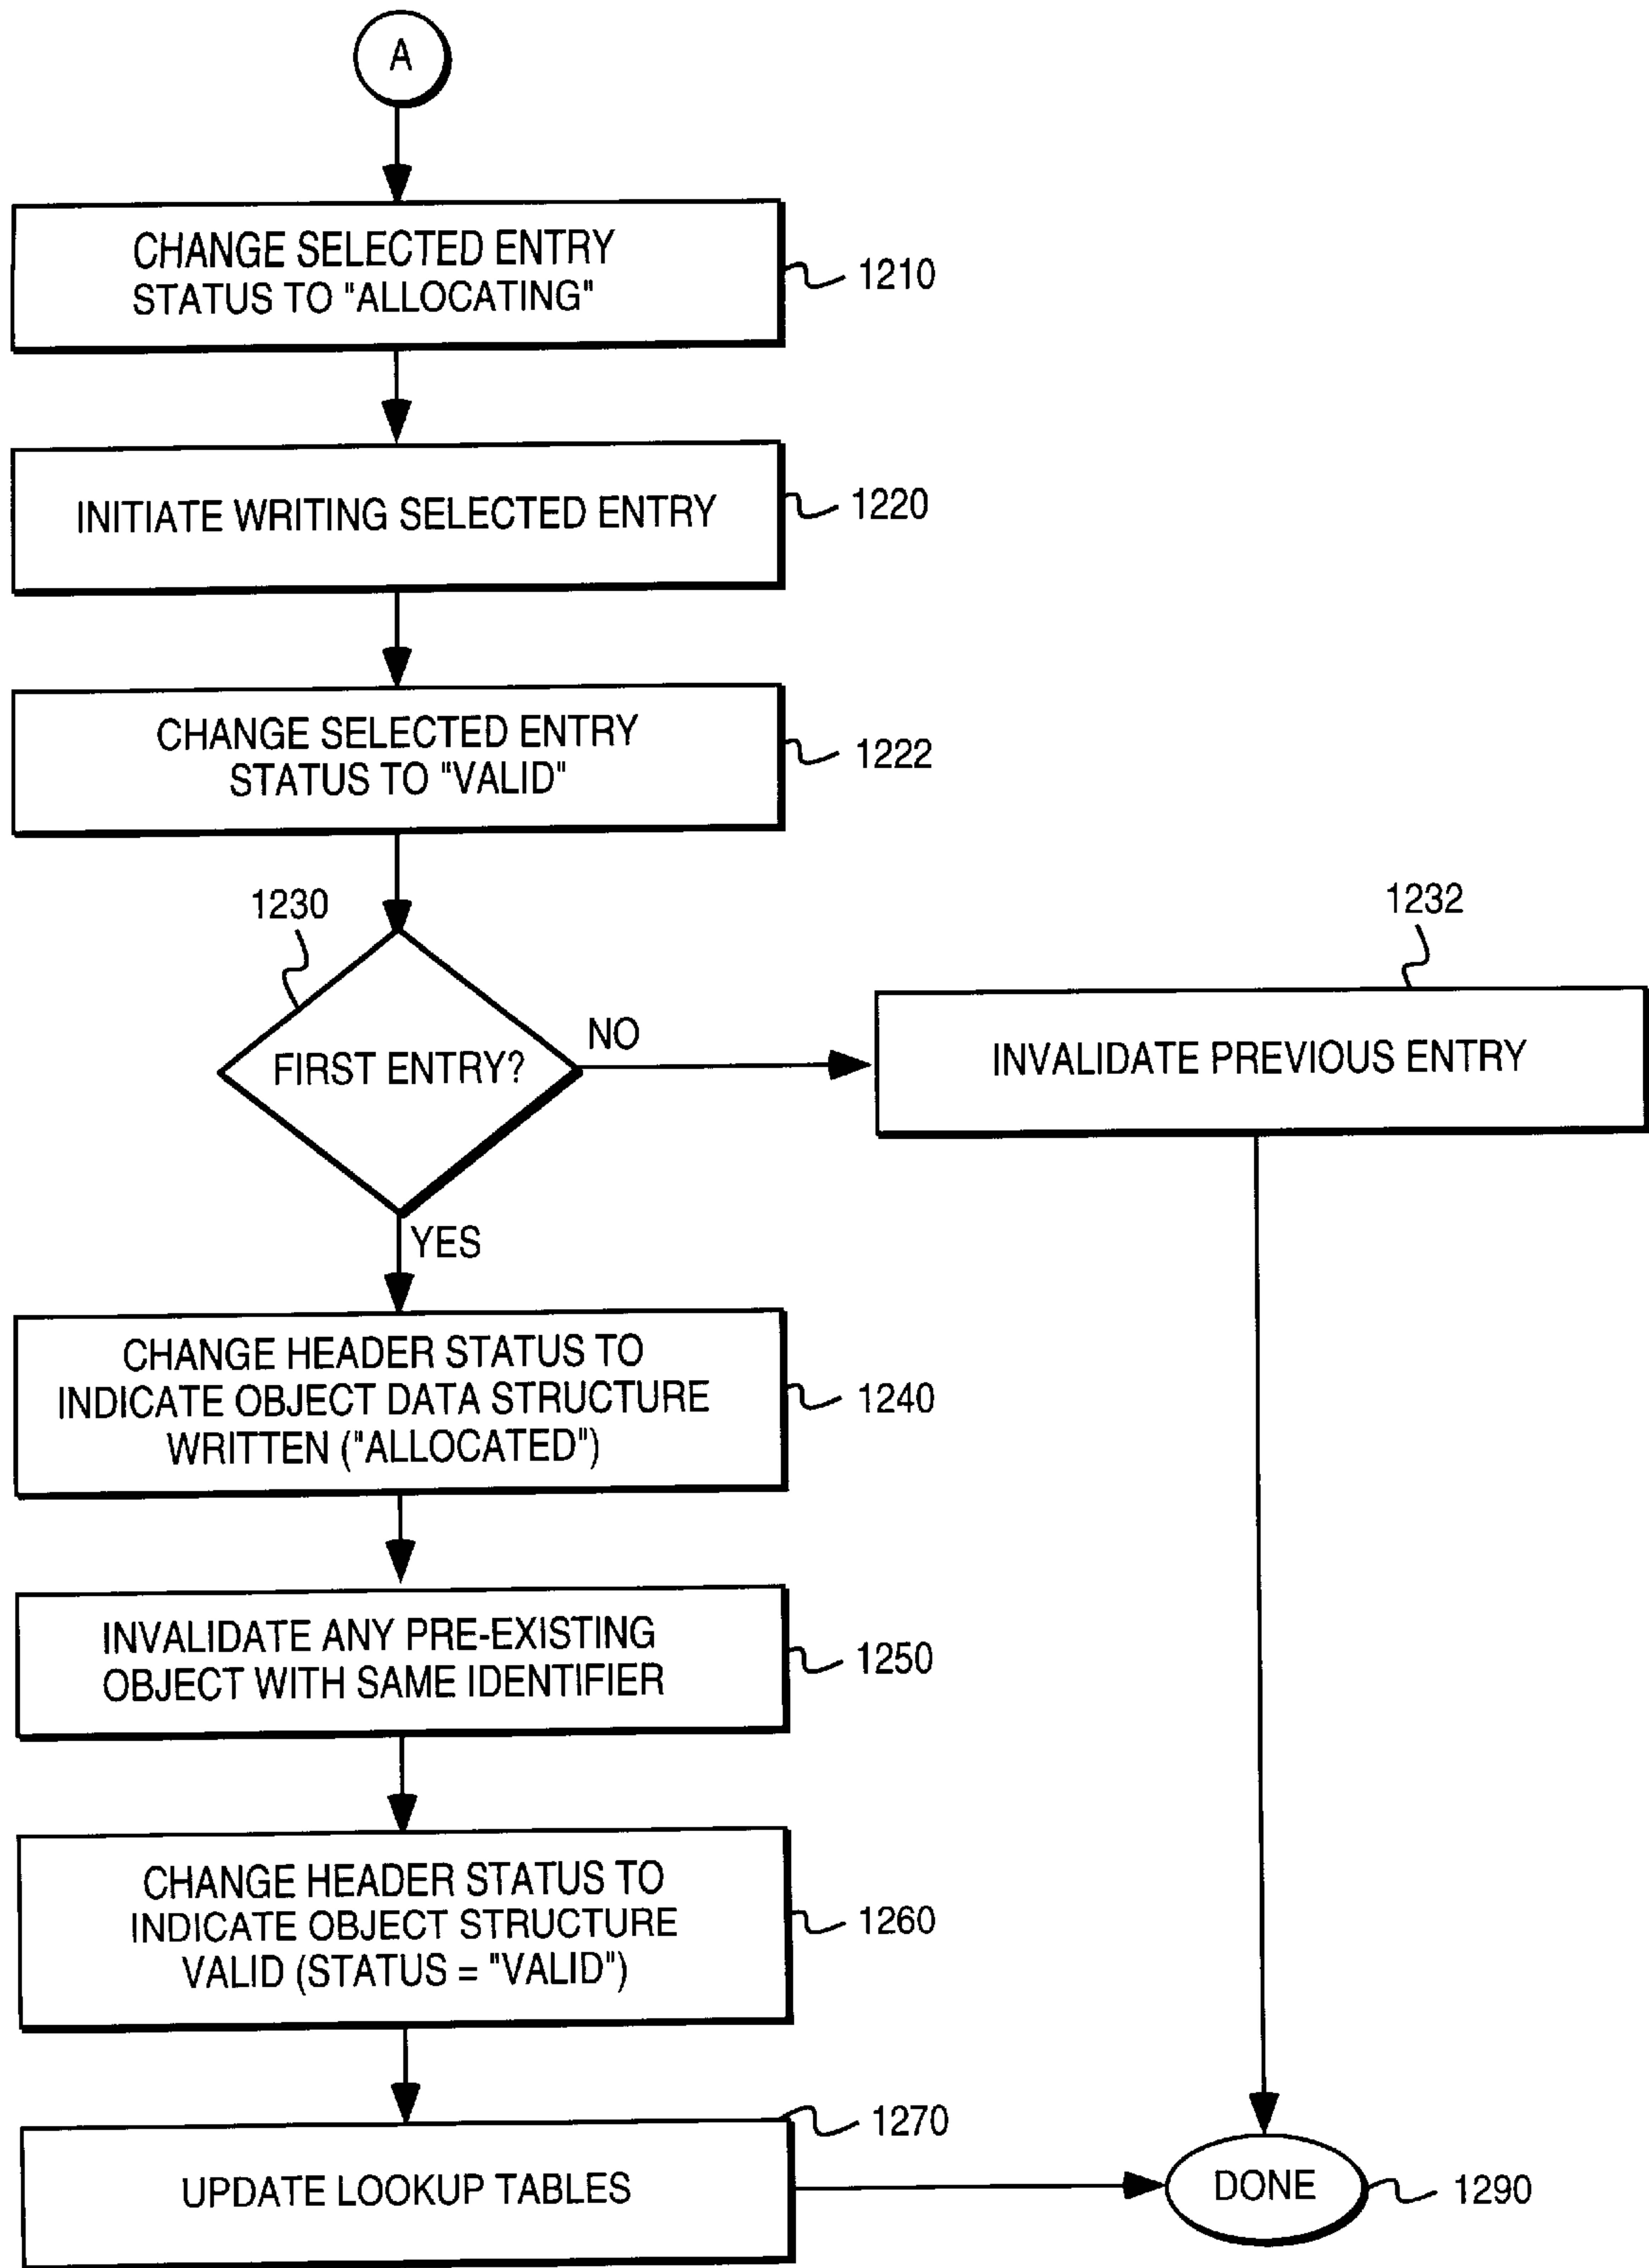 A
CHANGE SELECTED ENTRY
STATUS TO "ALLOCATING"
1210
INITIATE WRITING SELECTED ENTRY
1220
CHANGE SELECTED ENTRY
STATUS TO "VALID"
1222
1230
FIRST ENTRY?
NO
1232
INVALIDATE PREVIOUS ENTRY
YES
CHANGE HEADER STATUS TO
INDICATE OBJECT DATA STRUCTURE
WRITTEN ("ALLOCATED")
1240
INVALIDATE ANY PRE-EXISTING
OBJECT WITH SAME IDENTIFIER
1250
CHANGE HEADER STATUS TO
INDICATE OBJECT STRUCTURE
VALID (STATUS = "VALID")
1260
1270
UPDATE LOOKUP TABLES
DONE
1290